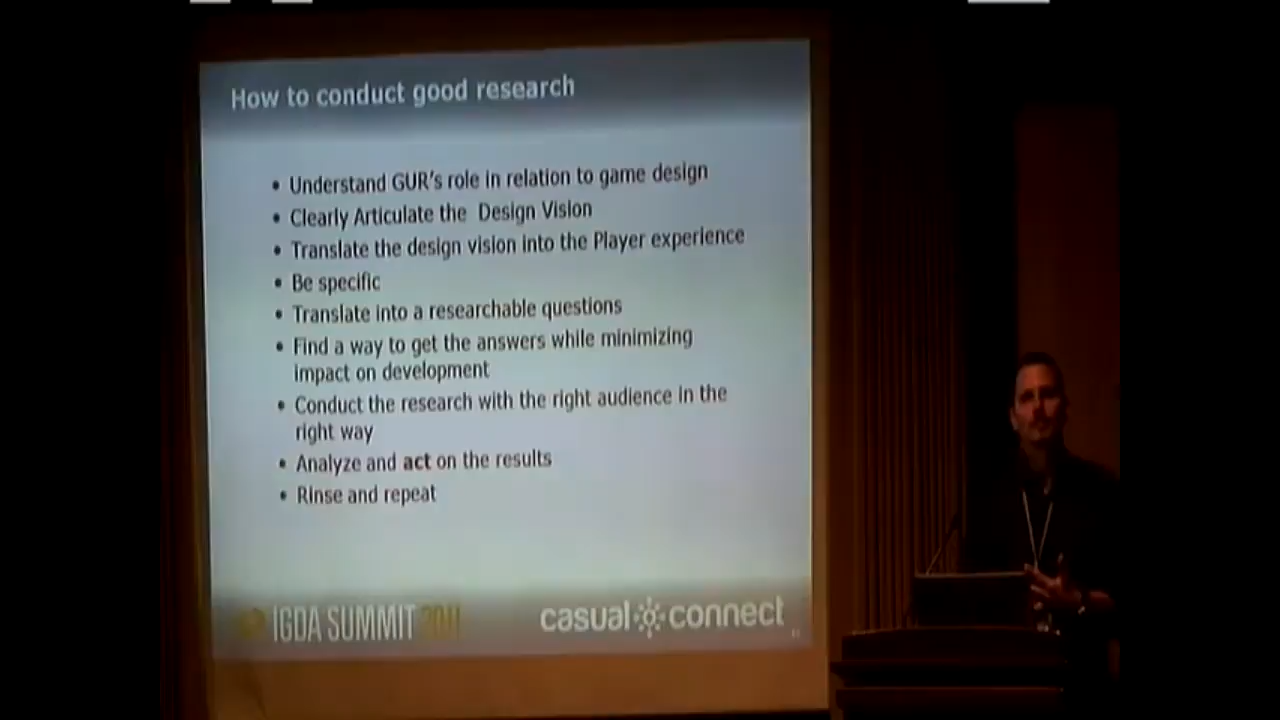 How to conduct good research
• Understand GUR's role in relation to game design
• Clearly Articulate the Design Vision
• Translate the design vision into the Player experience
• Be specific
• Translate into a researchable questions
• Find a way to get the answers while minimizing
impact on development
• Conduct the research with the right audience in the
right way
• Analyze and act on the results
• Rinse and repeat
IGDA SUMMIT 2011
casual connect